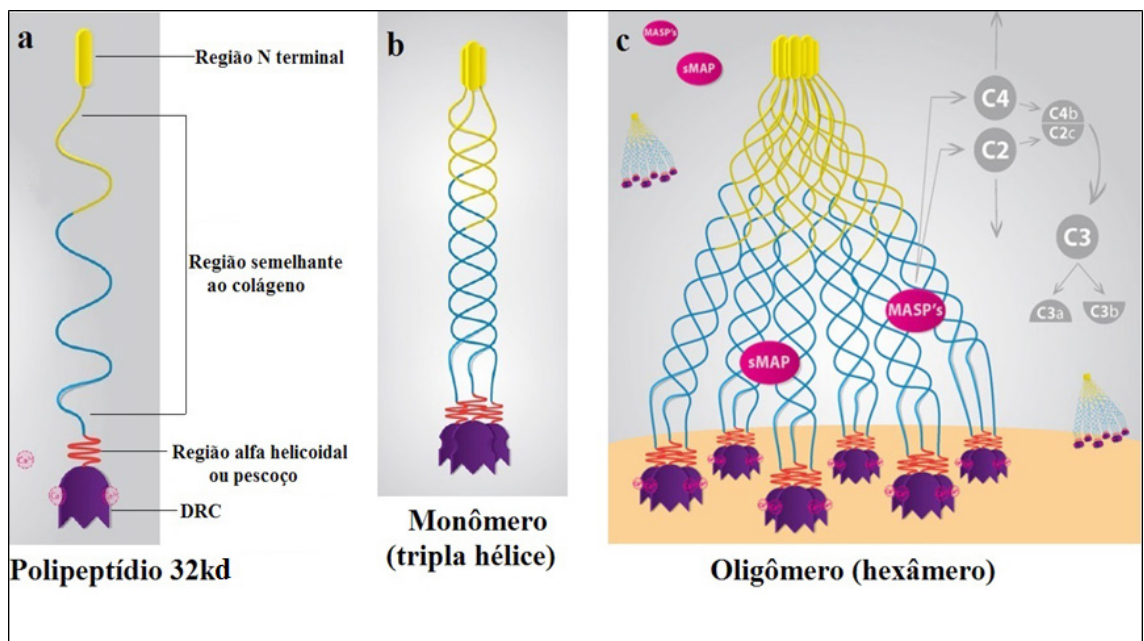 a
Região N terminal
Região semelhante
ao colágeno
Região alfa helicoidal
ou pescoço
DRC
Polipeptídio 32kd
b
Monômero
(tripla hélice)
c
MASP's
sMAP
C4
C4b
C2c
C2
C3
C3a
C3b
MASP's
sMAP
Oligômero (hexâmero)